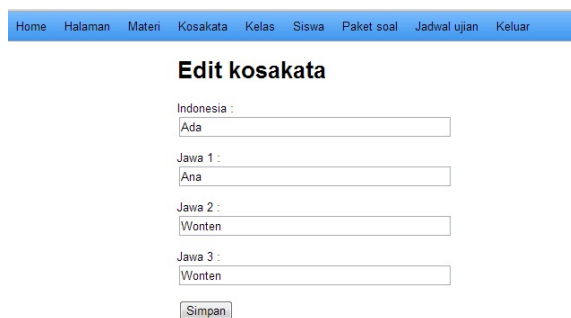 Home Halaman Materi Kosakata Kelas Siswa Paket soal Jadwal ujian Keluar
Edit kosakata
Indonesia :
Ada
Jawa 1 :
Ana
Jawa 2 :
Wonten
Jawa 3 :
Wonten
Simpan